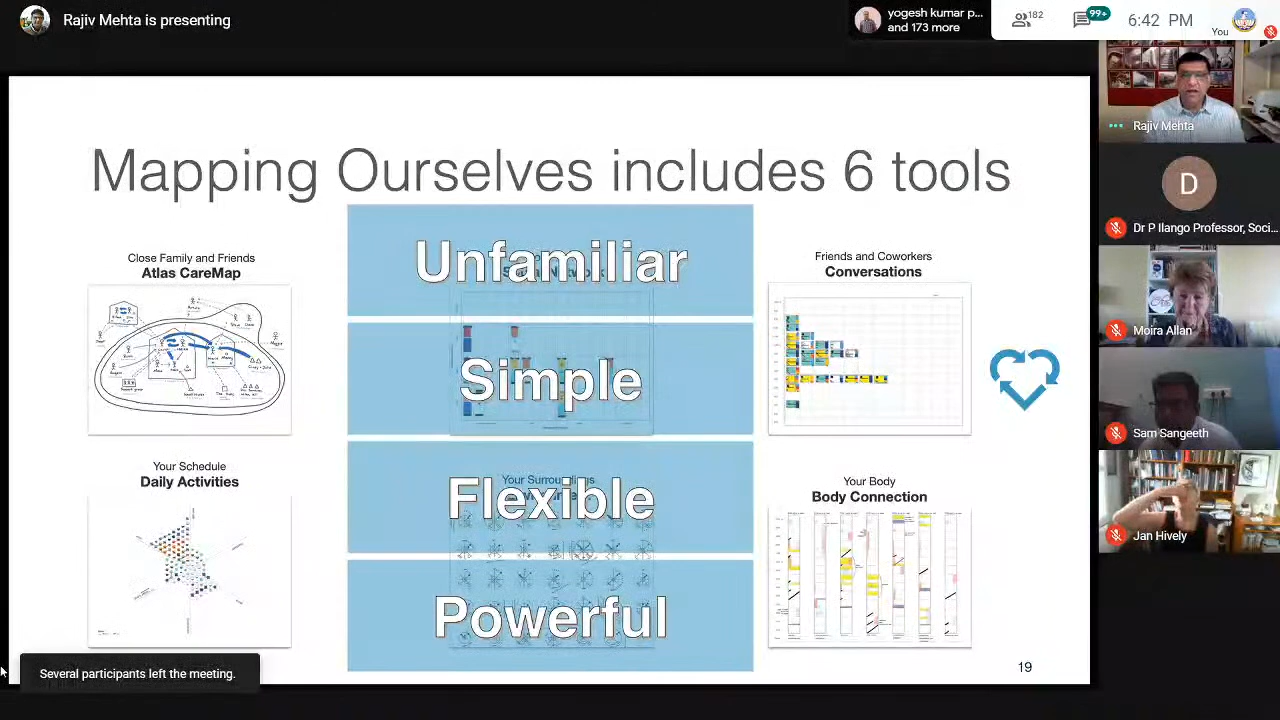 Rajiv Mehta is presenting
yogesh kumar p...
and 173 more
182
99+
6:42 PM
You
Mapping Ourselves includes 6 tools
Close Family and Friends
Atlas CareMap
Unfamiliar
Simple
Flexible
Powerful
Friends and Coworkers
Conversations
Your Schedule
Daily Activities
Your Surroundings
Your Body
Body Connection
19
Several participants left the meeting.
Rajiv Mehta
D
Dr P Ilango Professor, Soci...
Moira Allan
Sam Sangeeth
Jan Hively